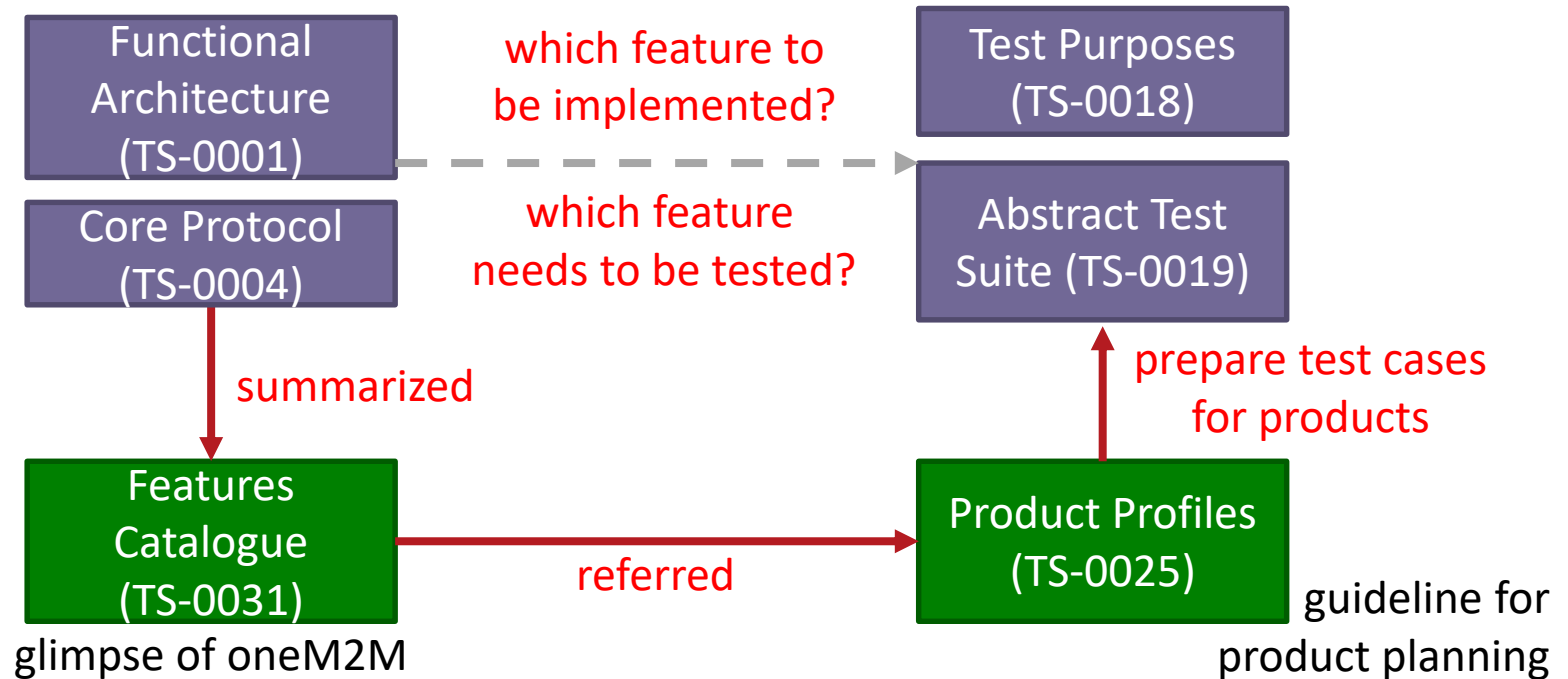 Functional
Architecture
(TS-0001)
which feature to
be implemented?
Test Purposes
(TS-0018)
Core Protocol
(TS-0004)
which feature
needs to be tested?
Abstract Test
Suite (TS-0019)
summarized
prepare test cases
for products
Features
Catalogue
(TS-0031)
referred
Product Profiles
(TS-0025)
glimpse of oneM2M
guideline for
product planning